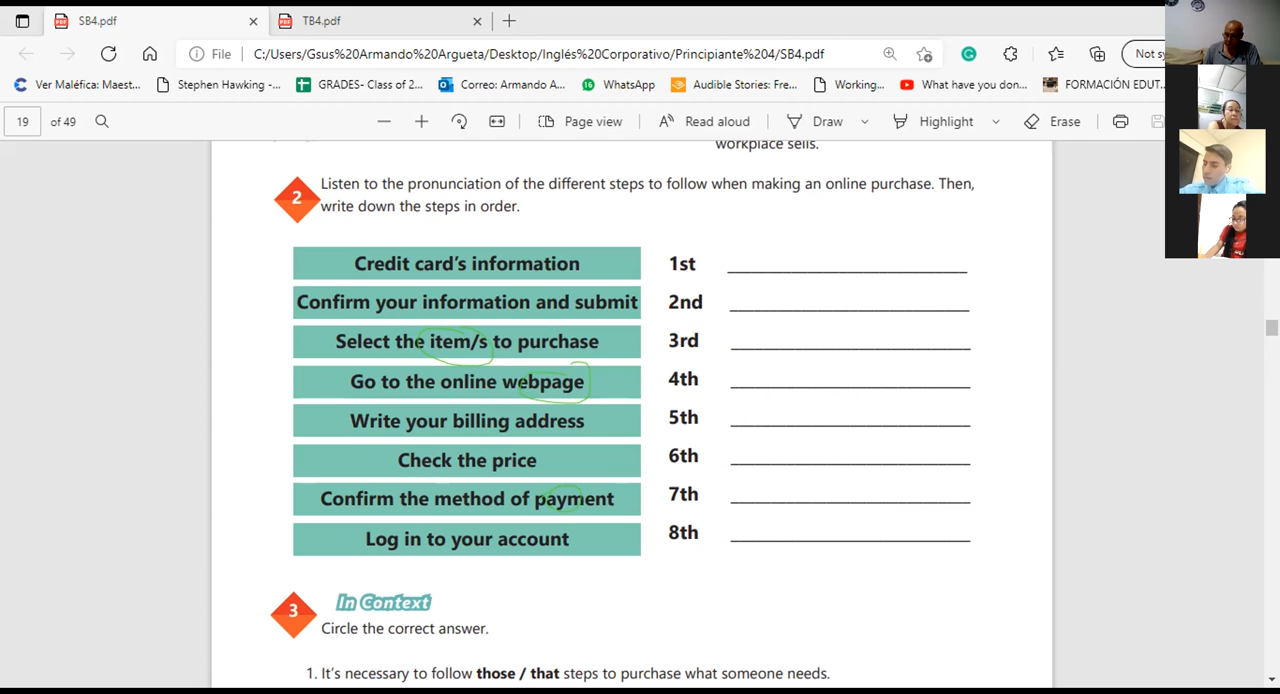 SB4.pdf
TB4.pdf
File
C:/Users/Gsus%20Armando%20Argueta/Desktop/Inglés%20Corporativo/Principiante%204/SB4.pdf
Not sy
Ver Maléfica: Maest...
Stephen Hawking -...
GRADES- Class of 2...
Correo: Armando A...
16
WhatsApp
Audible Stories: Fre...
Working...
What have you don...
FORMACIÓN EDUT...
19
of 49
Page view
Read aloud
Draw
Highlight
Erase
workplace sells.
2
Listen to the pronunciation of the different steps to follow when making an online purchase. Then,
write down the steps in order.
Credit card's information
1st
Confirm your information and submit
2nd
Select the item/s to purchase
3rd
Go to the online webpage
4th
Write your billing address
5th
Check the price
6th
Confirm the method of payment
7th
Log in to your account
8th
3
In Context
Circle the correct answer.
1. It's necessary to follow those / that steps to purchase what someone needs.